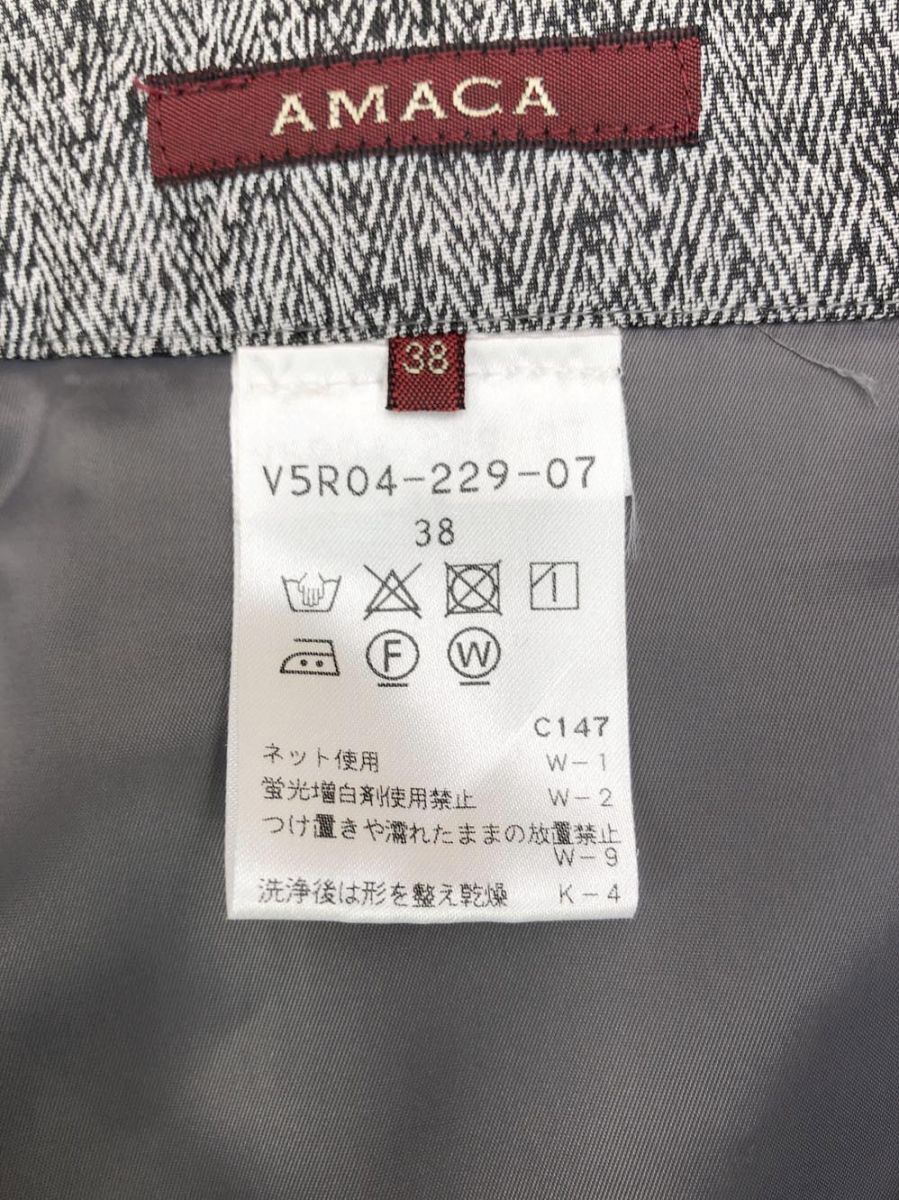 AMACA
38
V5R04-229-07
38
F W
C147
ネット使用 W-1
蛍光増白剤使用禁止 W-2
つけ置きや濡れたままの放置禁止
W-9
洗浄後は形を整え乾燥 K-4